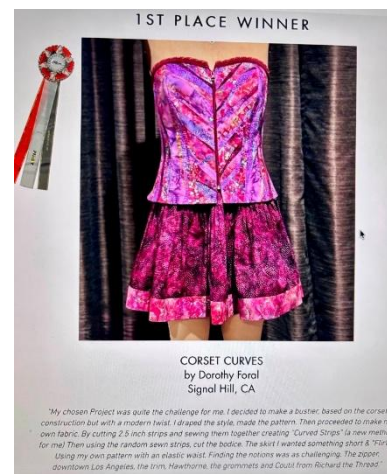 1ST PLACE WINNER
CORSET CURVES
by Dorothy Foral
Signal Hill, CA
"My chosen Project was quite the challenge for me. I decided to make a bustier, based on the corset
construction but with a modern twist. I draped the style, made the pattern. Then proceeded to make
own fabric. By cutting 2.5 inch strips and sewing them together creating "Curved Strips" (a new
for me) Then using the random sewn strips, cut the bodice. The skirt I wanted something short &
Using my own pattern with an elastic waist. Finding the notions was as challenging. The zipper,
downtown Los Angeles, the trim, Hawthorne, the grommets and Coutil from Richard the Thread